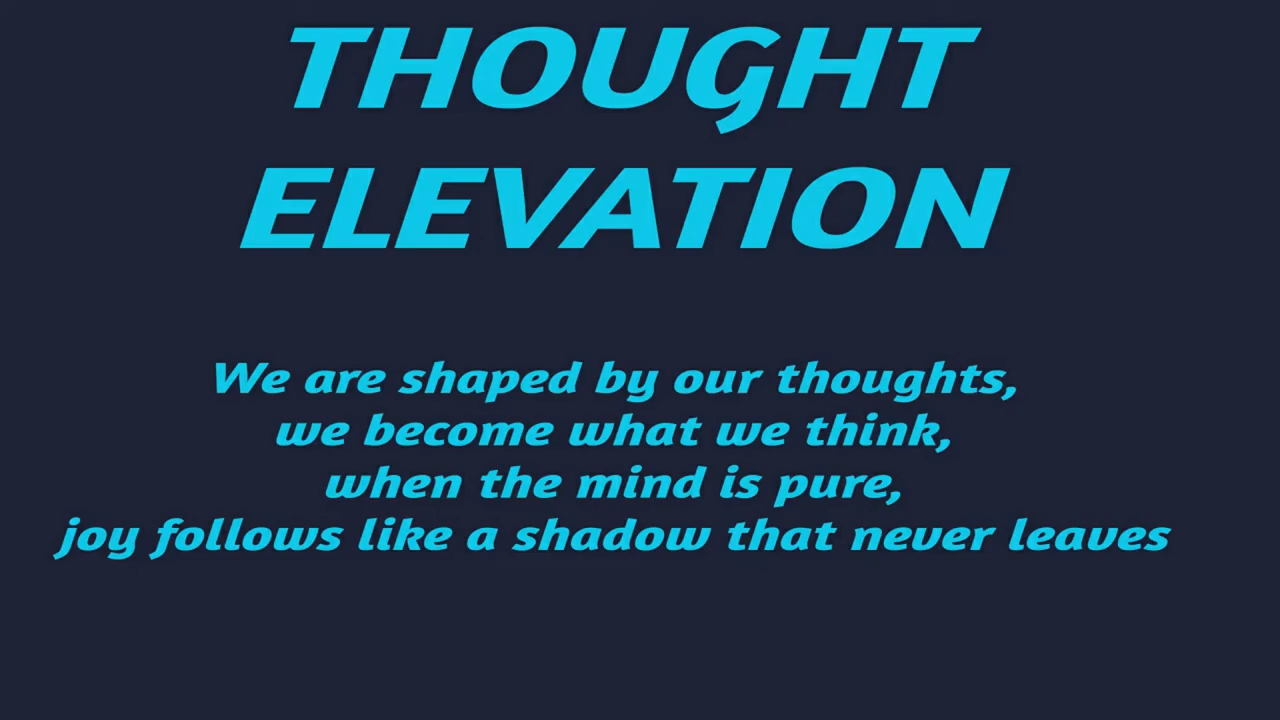 THOUGHT
ELEVATION
We are shaped by our thoughts,
we become what we think,
when the mind is pure,
joy follows like a shadow that never leaves